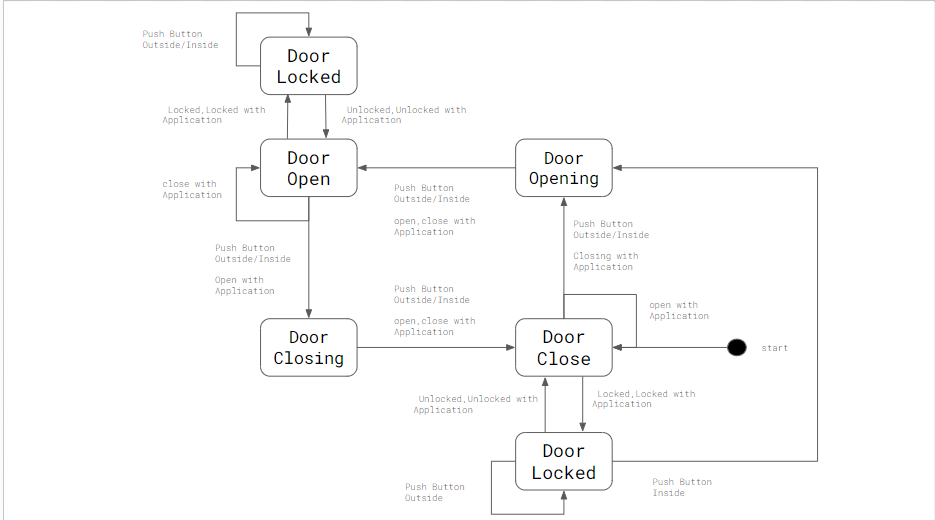 Push Button
Outside/Inside
Door
Locked
Locked,Locked with
Application
Unlocked,Unlocked with
Application
Door
Open
Door
Opening
close with
Application
Push Button
Outside/Inside
open,close with
Application
Push Button
Outside/Inside
Closing with
Application
Push Button
Outside/Inside
Open with
Application
Push Button
Outside/Inside
open,close with
Application
open with
Application
Door
Closing
Door
Close
start
Unlocked,Unlocked with
Application
Locked,Locked with
Application
Door
Locked
Push Button
Outside
Push Button
Inside